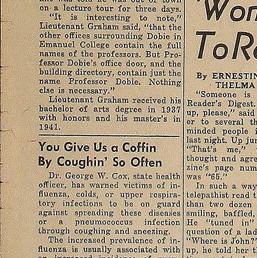 on a lecture tour for three days.
"It is interesting to note,"
Lieutenant Graham said, "that the
other offices surrounding Dobie in
Emanuel College contain the full
names of the professors. But Pro-
fessor Dobie's office door, and the
building directory, contain just the
name Professor Dobie. Nothing
else is necessary."
Lieutenant Graham received his
bachelor of arts degree in 1937
with honors and his master's in
1941.
You Give Us a Coffin
By Coughin' So Often
Dr. George W. Cox, state health
officer, has warned victims of in-
fluenza, colds, or upper respira-
tory infections to be on guard
against spreading these diseases
or a pneumococcus infection
through coughing and sneezing.
The increased prevalence of in-
fluenza is usually associated with
'Wom
To Re
By ERNESTIN
THELMA
"Someone is
Reader's Digest.
up, please," said
er to several th
minded people i
last night. Up jum
"That's me,"
thought and agree
zine's page num
was "65."
In such a way
telepathist read t
than two dozen
smiling, baffled,
He "tuned in"
question of a lad
"Where is John?"